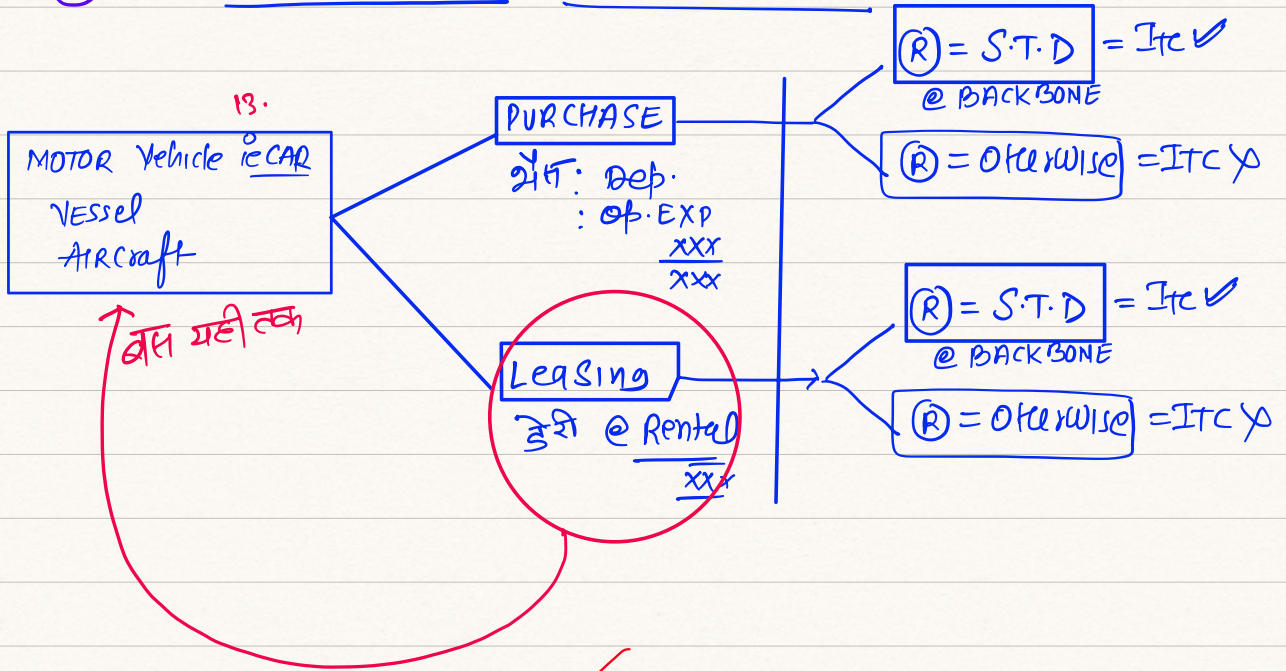 13.
MOTOR Vehicle ie CAR
VESSEl
AIRCraft
बस यही तक
PURCHASE
: Dep.
: Op. EXP
xxx
xxx
Leasing
@ Rental
xxx
Ⓡ = S.T.D = Itc ✓
@ BACKBONE
Ⓡ = Otherwise = ITC X
Ⓡ = S.T.D = Itc ✓
@ BACKBONE
Ⓡ = Otherwise = ITC X